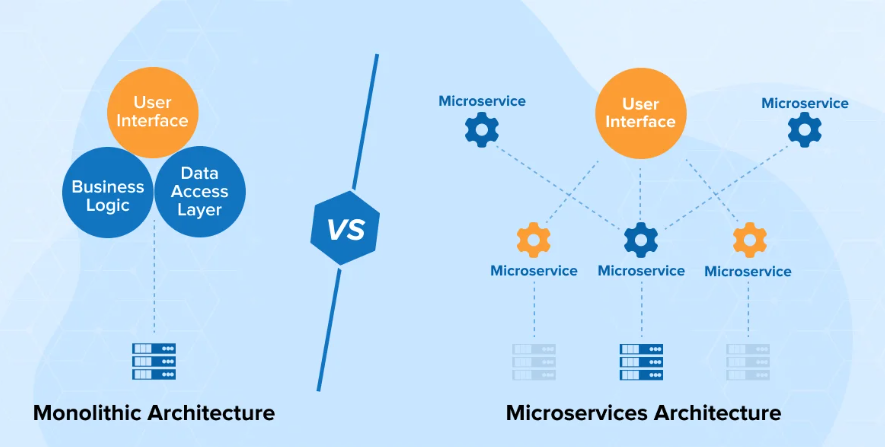 User
Interface
Business
Logic
Data
Access
Layer
Monolithic Architecture
VS
Microservice
User
Interface
Microservice
Microservice
Microservice
Microservice
Microservices Architecture